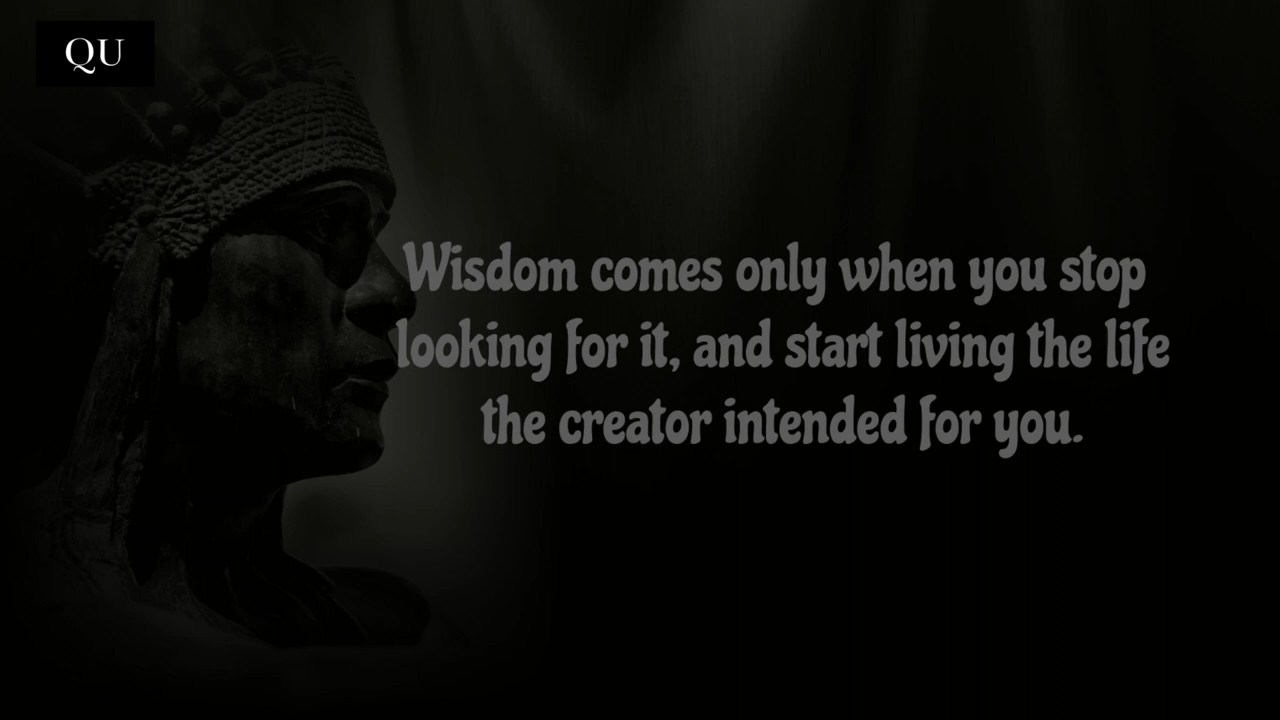 QU
Wisdom comes only when you stop
looking for it, and start living the life
the creator intended for you.